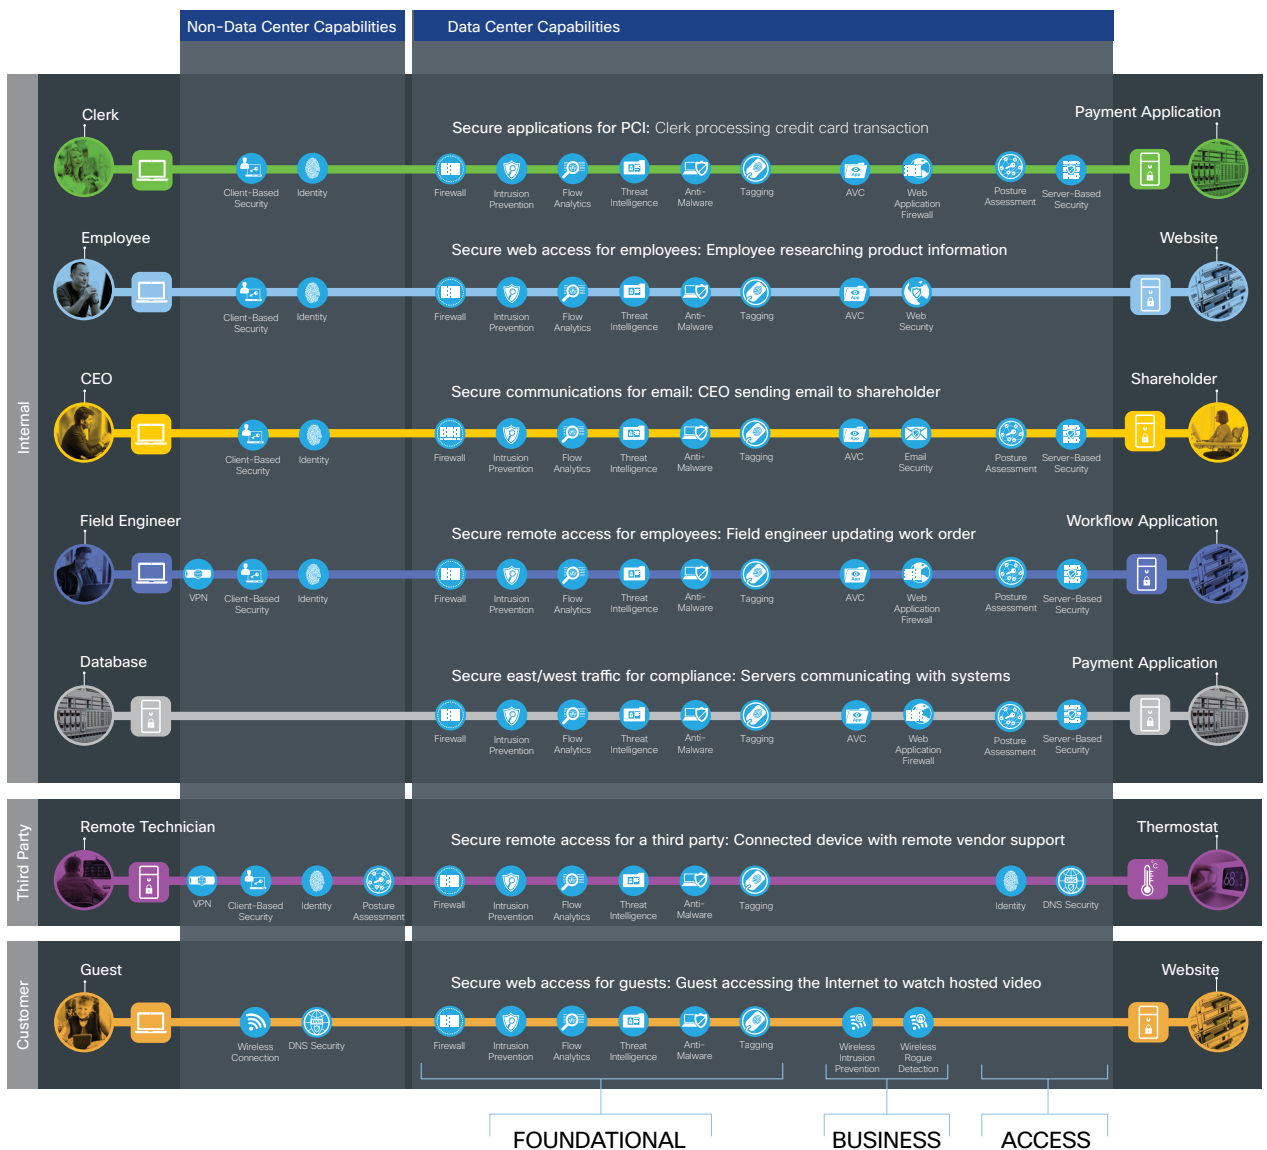 Non-Data Center Capabilities
Data Center Capabilities
Internal
Clerk
Secure applications for PCI: Clerk processing credit card transaction
Payment Application
Client-Based
Security
Identity
Firewall
Intrusion
Prevention
Flow
Analytics
Threat
Intelligence
Anti-
Malware
Tagging
AVC
Web
Application
Firewall
Posture
Assessment
Server-Based
Security
Employee
Secure web access for employees: Employee researching product information
Website
Client-Based
Security
Identity
Firewall
Intrusion
Prevention
Flow
Analytics
Threat
Intelligence
Anti-
Malware
Tagging
AVC
Web
Security
CEO
Secure communications for email: CEO sending email to shareholder
Shareholder
Client-Based
Security
Identity
Firewall
Intrusion
Prevention
Flow
Analytics
Threat
Intelligence
Anti-
Malware
Tagging
AVC
Email
Security
Posture
Assessment
Server-Based
Security
Field Engineer
Secure remote access for employees: Field engineer updating work order
Workflow Application
VPN
Client-Based
Security
Identity
Firewall
Intrusion
Prevention
Flow
Analytics
Threat
Intelligence
Anti-
Malware
Tagging
AVC
Web
Application
Firewall
Posture
Assessment
Server-Based
Security
Database
Secure east/west traffic for compliance: Servers communicating with systems
Payment Application
Firewall
Intrusion
Prevention
Flow
Analytics
Threat
Intelligence
Anti-
Malware
Tagging
AVC
Web
Application
Firewall
Posture
Assessment
Server-Based
Security
Third Party
Remote Technician
Secure remote access for a third party: Connected device with remote vendor support
Thermostat
°C
68
VPN
Client-Based
Security
Identity
Posture
Assessment
Firewall
Intrusion
Prevention
Flow
Analytics
Threat
Intelligence
Anti-
Malware
Tagging
Identity
DNS
DNS Security
Customer
Guest
Secure web access for guests: Guest accessing the Internet to watch hosted video
Website
Wireless
Connection
DNS
DNS Security
Firewall
Intrusion
Prevention
Flow
Analytics
Threat
Intelligence
Anti-
Malware
Tagging
Wireless
Intrusion
Prevention
Wireless
Rogue
Detection
FOUNDATIONAL
BUSINESS
ACCESS